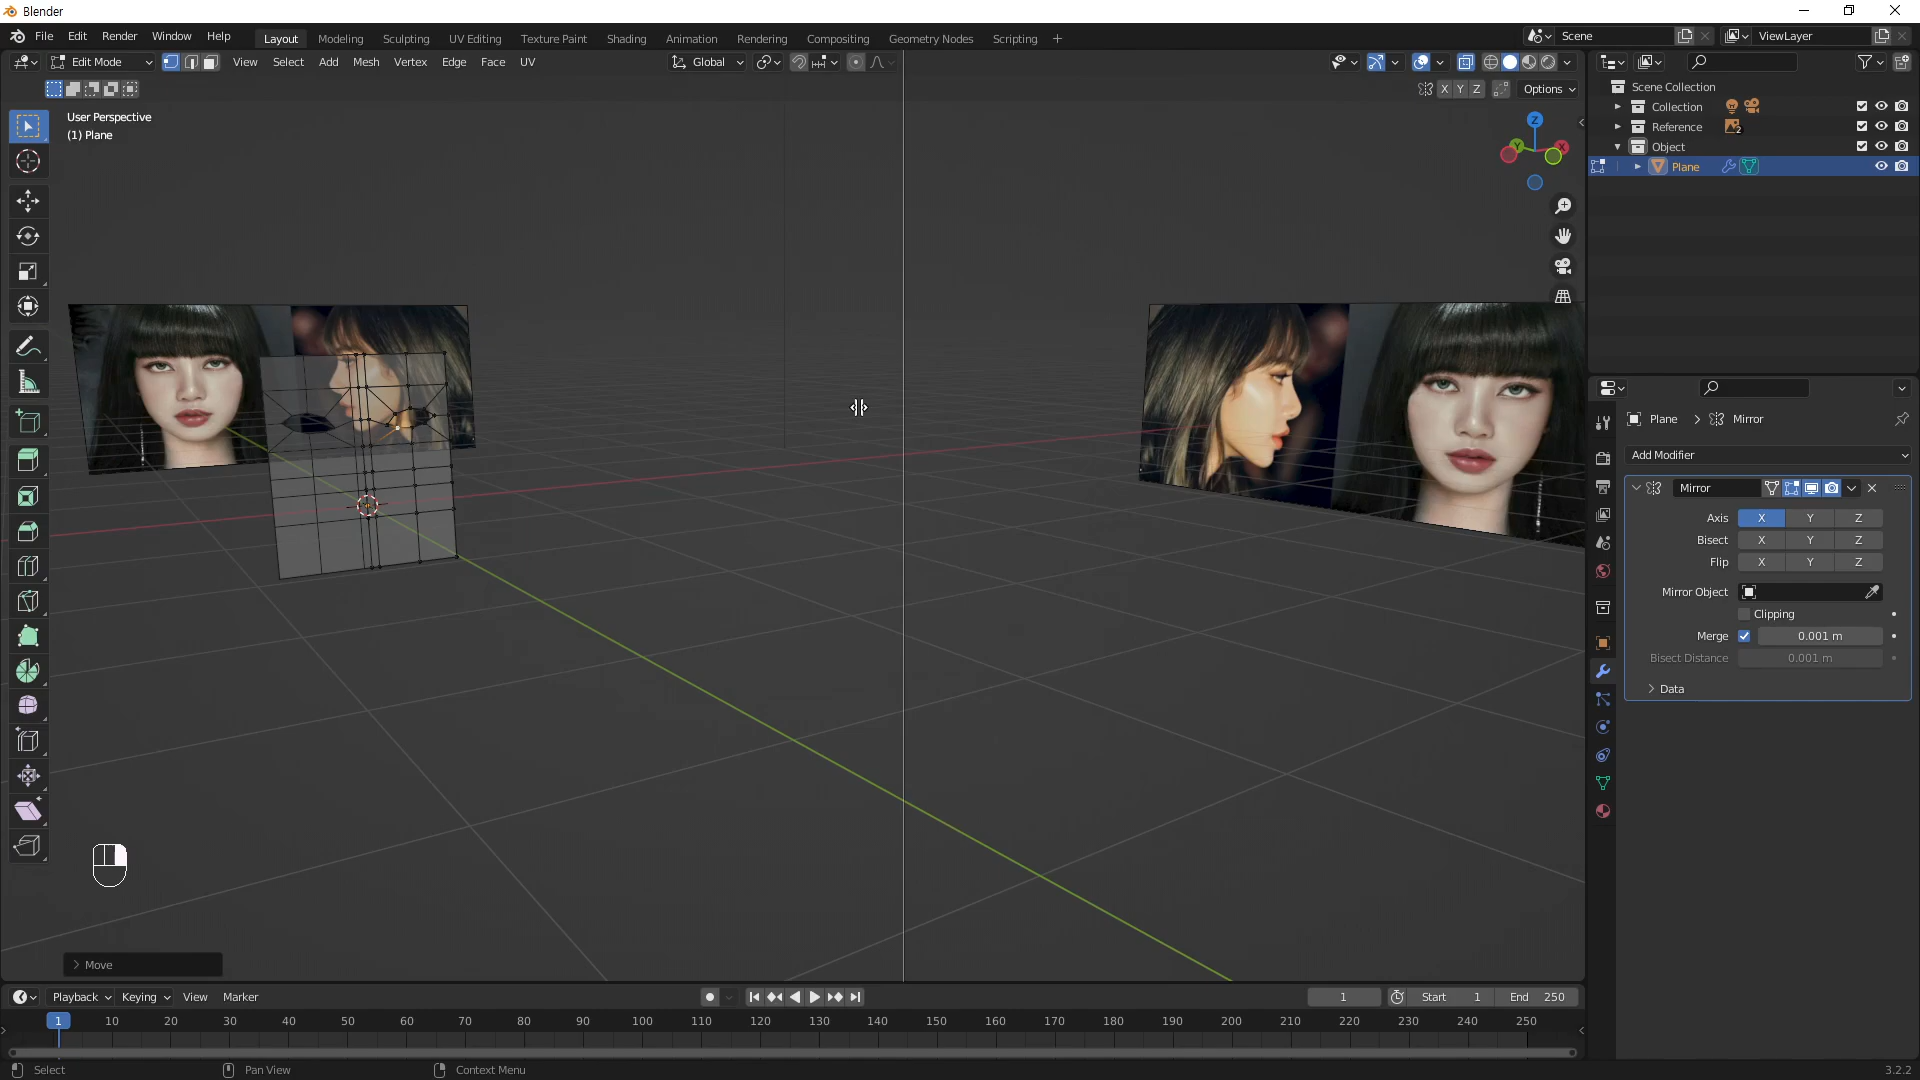 Blender
File Edit Render Window Help
Layout Modeling Sculpting UV Editing Texture Paint Shading Animation Rendering Compositing Geometry Nodes Scripting +
Scene ViewLayer
Edit Mode View Select Add Mesh Vertex Edge Face UV Global
X Y Z Options
User Perspective
(1) Plane
Z
Y X
Scene Collection
Collection
Reference 2
Object
Plane
Plane > Mirror
Add Modifier
Mirror
Axis X Y Z
Bisect X Y Z
Flip X Y Z
Mirror Object
Clipping
Merge 0.001 m
Bisect Distance 0.001 m
Data
Move
Playback Keying View Marker 1 Start 1 End 250
1 10 20 30 40 50 60 70 80 90 100 110 120 130 140 150 160 170 180 190 200 210 220 230 240 250
Select Pan View Context Menu 3.2.2